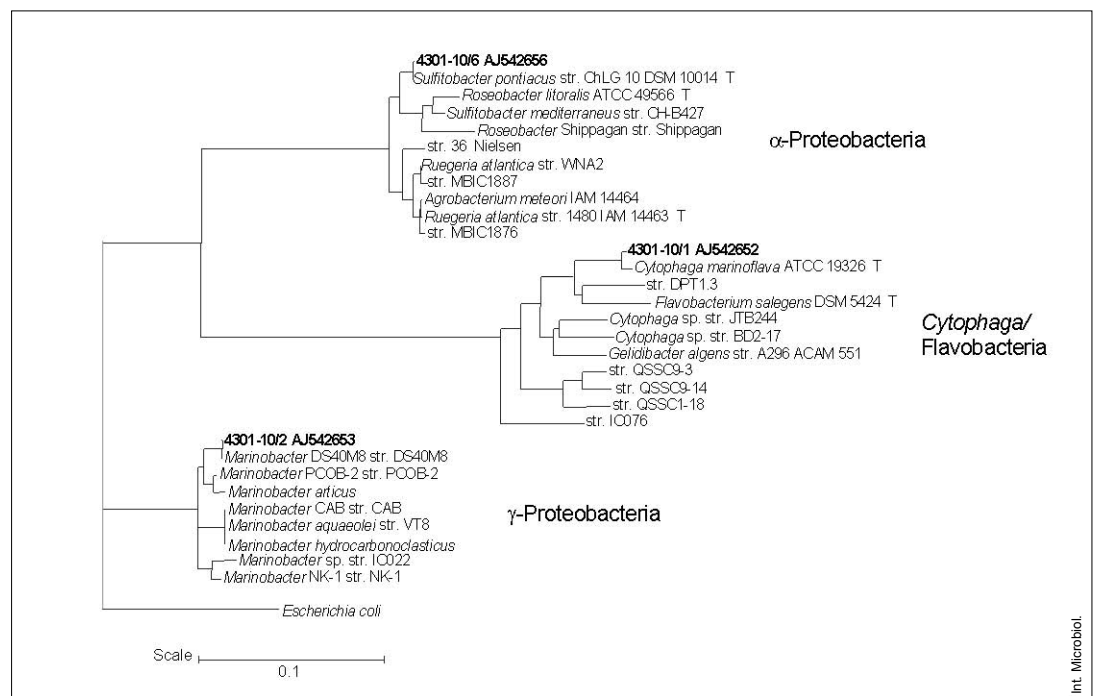 4301-10/6 AJ542656
Sulfitobacter pontiacus str. ChLG 10 DSM 10014 T
Roseobacter litoralis ATCC 49566 T
Sulfitobacter mediterraneus str. CH-B427
Roseobacter Shippagan str. Shippagan
α-Proteobacteria
str. 36 Nielsen
Ruegeria atlantica str. WNA2
str. MBIC1887
Agrobacterium meteori IAM 14464
Ruegeria atlantica str. 1480 IAM 14463 T
str. MBIC1876
4301-10/1 AJ542652
Cytophaga marinoflava ATCC 19326 T
str. DPT1.3
Flavobacterium salegens DSM 5424 T
Cytophaga sp. str. JTB244
Cytophaga sp. str. BD2-17
Gelidibacter algens str. A296 ACAM 551
Cytophaga/
Flavobacteria
str. QSSC9-3
str. QSSC9-14
str. QSSC1-18
str. IC076
4301-10/2 AJ542653
Marinobacter DS40M8 str. DS40M8
Marinobacter PCOB-2 str. PCOB-2
Marinobacter articus
Marinobacter CAB str. CAB
Marinobacter aquaeolei str. VT8
Marinobacter hydrocarbonoclasticus
Marinobacter sp. str. IC022
Marinobacter NK-1 str. NK-1
γ-Proteobacteria
Escherichia coli
Scale
0.1
Int. Microbiol.